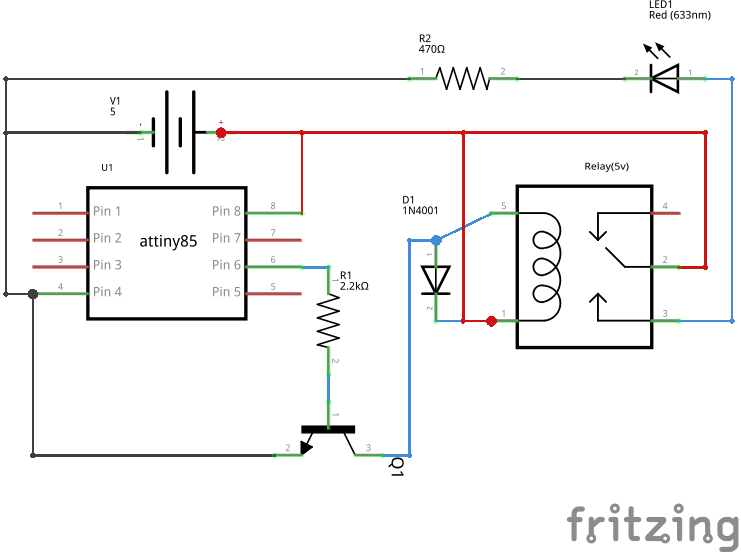 LED1
Red (633nm)
R2
470Ω
1
2
2
1
V1
5
-
1
+
2
U1
Relay(5v)
1
Pin 1
Pin 8
8
2
Pin 2
Pin 7
7
attiny85
3
Pin 3
Pin 6
6
4
Pin 4
Pin 5
5
D1
1N4001
1
2
5
4
2
1
3
R1
2.2kΩ
1
2
1
2
3
Q1
fritzing